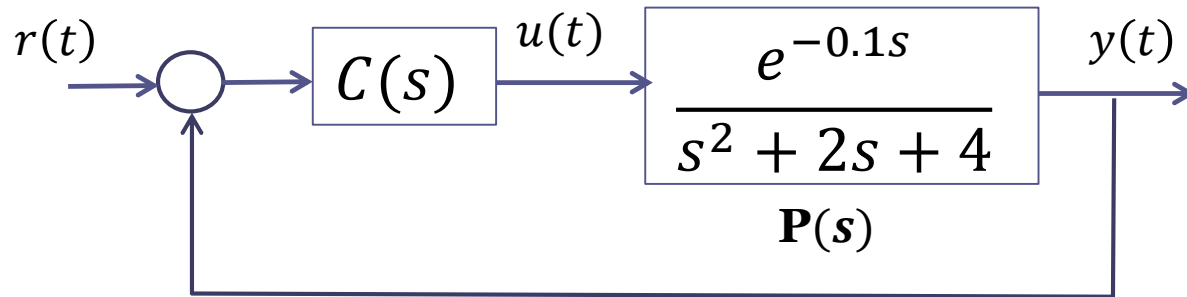 r(t)
C(s)
u(t)
e^{-0.1s}
s^2 + 2s + 4
y(t)
P(s)